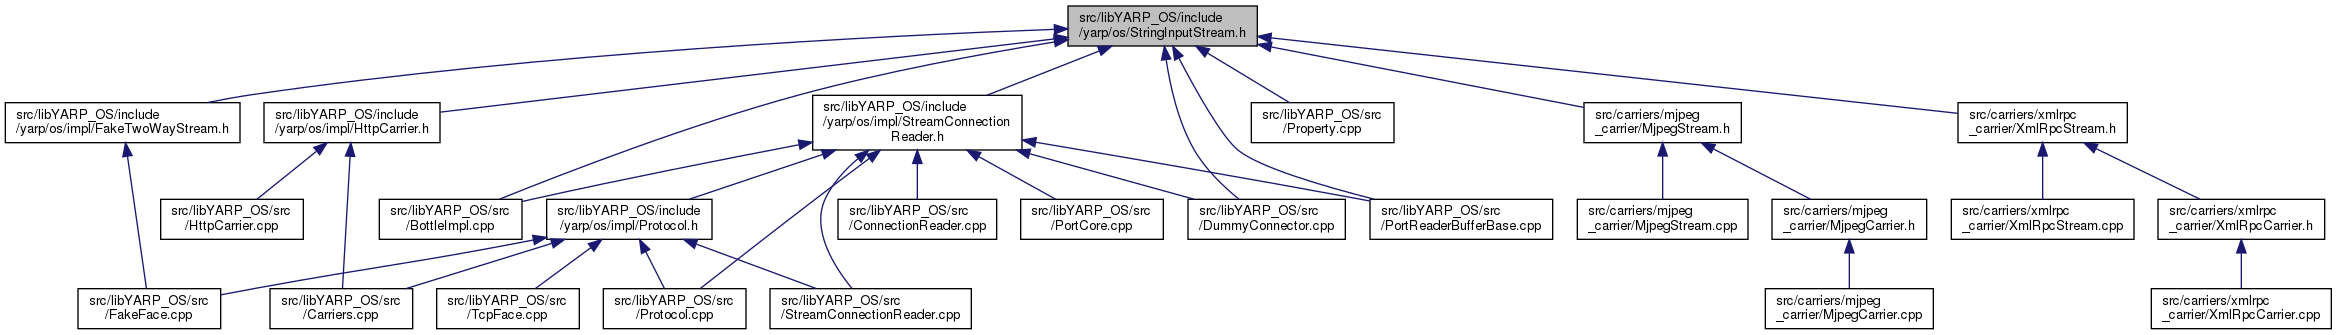 src/libYARP_OS/include
/yarp/os/StringInputStream.h
src/libYARP_OS/include
/yarp/os/impl/FakeTwoWayStream.h
src/libYARP_OS/include
/yarp/os/impl/HttpCarrier.h
src/libYARP_OS/include
/yarp/os/impl/StreamConnection
Reader.h
src/libYARP_OS/src
/Property.cpp
src/carriers/mjpeg
_carrier/MjpegStream.h
src/carriers/xmlrpc
_carrier/XmlRpcStream.h
src/libYARP_OS/src
/HttpCarrier.cpp
src/libYARP_OS/src
/BottleImpl.cpp
src/libYARP_OS/include
/yarp/os/impl/Protocol.h
src/libYARP_OS/src
/ConnectionReader.cpp
src/libYARP_OS/src
/PortCore.cpp
src/libYARP_OS/src
/DummyConnector.cpp
src/libYARP_OS/src
/PortReaderBufferBase.cpp
src/carriers/mjpeg
_carrier/MjpegStream.cpp
src/carriers/mjpeg
_carrier/MjpegCarrier.h
src/carriers/xmlrpc
_carrier/XmlRpcStream.cpp
src/carriers/xmlrpc
_carrier/XmlRpcCarrier.h
src/libYARP_OS/src
/FakeFace.cpp
src/libYARP_OS/src
/Carriers.cpp
src/libYARP_OS/src
/TcpFace.cpp
src/libYARP_OS/src
/Protocol.cpp
src/libYARP_OS/src
/StreamConnectionReader.cpp
src/carriers/mjpeg
_carrier/MjpegCarrier.cpp
src/carriers/xmlrpc
_carrier/XmlRpcCarrier.cpp